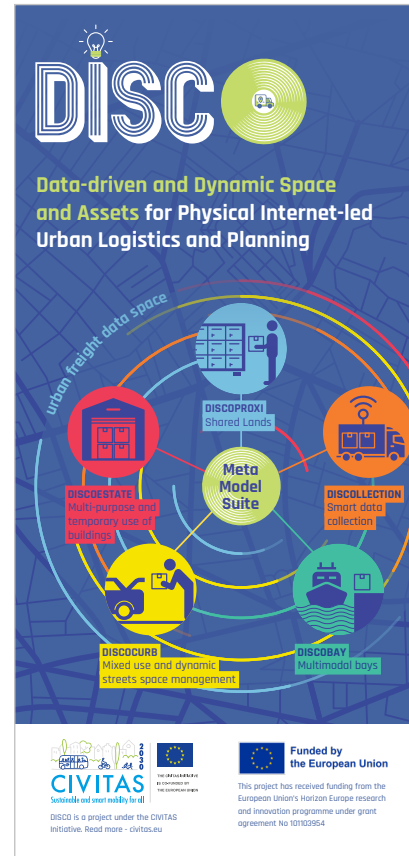 DISCO
Data-driven and Dynamic Space
and Assets for Physical Internet-led
Urban Logistics and Planning
urban freight data space
DISCOPROXI
Shared Lands
DISCOESTATE
Multi-purpose and
temporary use of
buildings
Meta
Model
Suite
DISCOLLECTION
Smart data
collection
DISCOCURB
Mixed use and dynamic
streets space management
DISCOBAY
Multimodal bays
2030
CIVITAS
Sustainable and smart mobility for all
THE CIVITAS INITIATIVE
IS CO-FUNDED BY
THE EUROPEAN UNION
DISCO is a project under the CIVITAS
Initiative. Read more - civitas.eu
Funded by
the European Union
This project has received funding from the
European Union's Horizon Europe research
and innovation programme under grant
agreement No 101103954